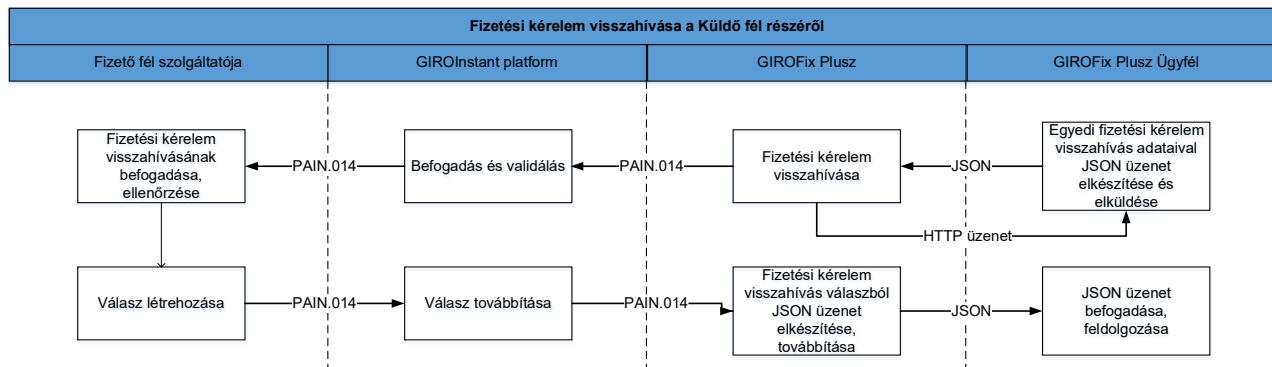 Fizetési kérelem visszahívása a Küldő fél részéről
Fizető fél szolgáltatója
GIROInstant platform
GIROFix Plusz
GIROFix Plusz Ügyfél
Fizetési kérelem
visszahívásának
befogadása,
ellenőrzése
PAIN.014
Befogadás és validálás
PAIN.014
Fizetési kérelem
visszahívása
JSON
Egyedi fizetési kérelem
visszahívás adataival
JSON üzenet
elkészítése és
elküldése
HTTP üzenet
Válasz létrehozása
PAIN.014
Válasz továbbítása
PAIN.014
Fizetési kérelem
visszahívás válaszból
JSON üzenet
elkészítése,
továbbítása
JSON
JSON üzenet
befogadása,
feldolgozása